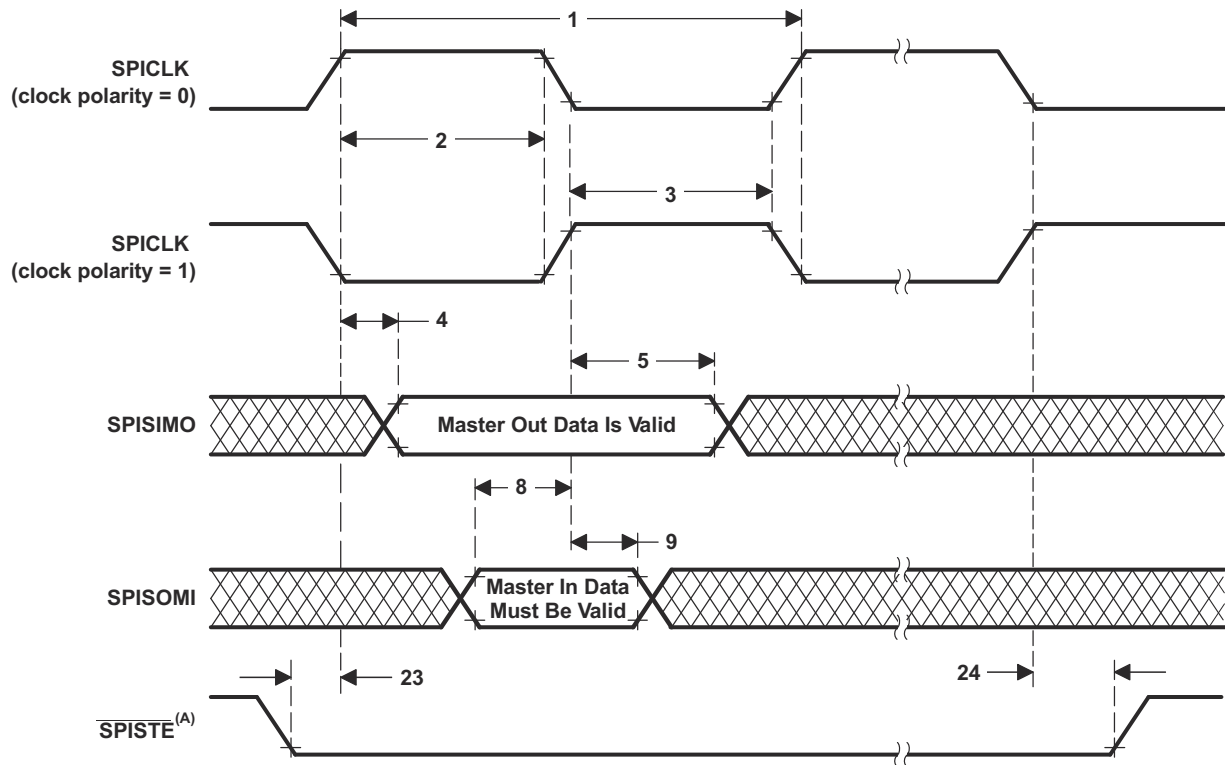 1
SPICLK
(clock polarity = 0)
2
3
SPICLK
(clock polarity = 1)
4
5
SPISIMO
Master Out Data Is Valid
8
9
SPISOMI
Master In Data
Must Be Valid
23
24
SPISTE(A)